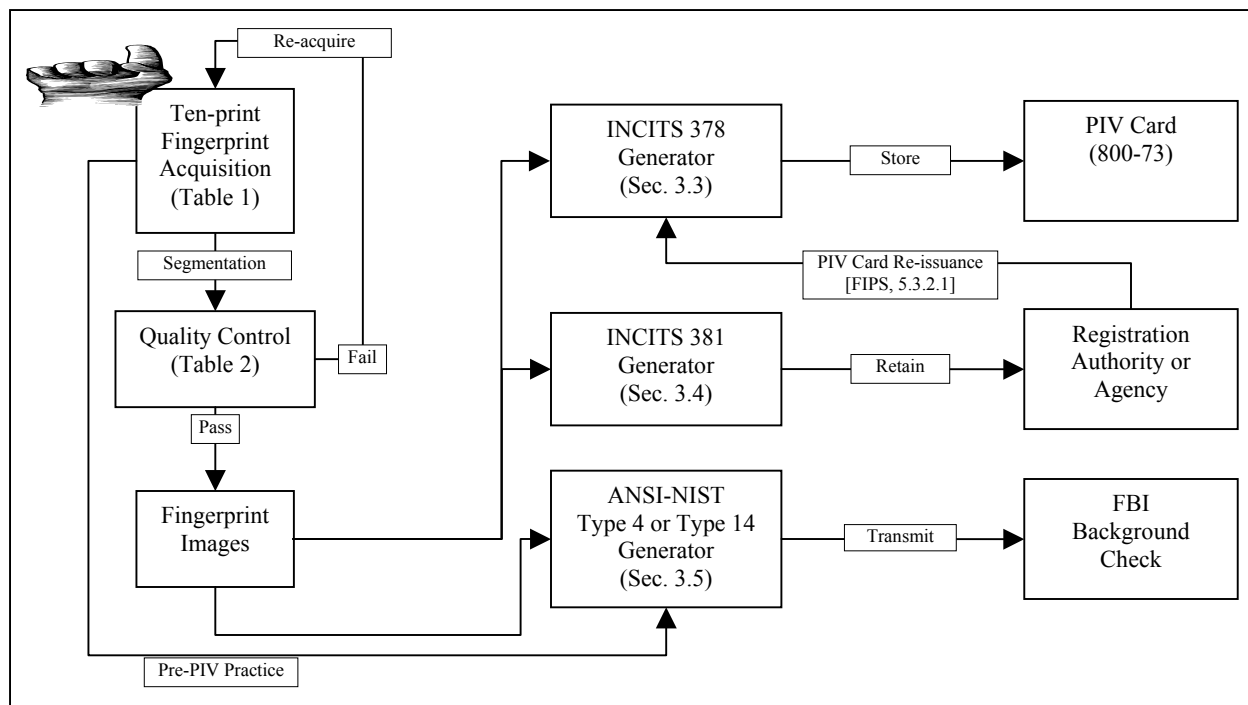 Re-acquire
Ten-print
Fingerprint
Acquisition
(Table 1)
Segmentation
Quality Control
(Table 2)
Fail
Pass
Fingerprint
Images
Pre-PIV Practice
INCITS 378
Generator
(Sec. 3.3)
Store
PIV Card
(800-73)
PIV Card Re-issuance
[FIPS, 5.3.2.1]
INCITS 381
Generator
(Sec. 3.4)
Retain
Registration
Authority or
Agency
ANSI-NIST
Type 4 or Type 14
Generator
(Sec. 3.5)
Transmit
FBI
Background
Check